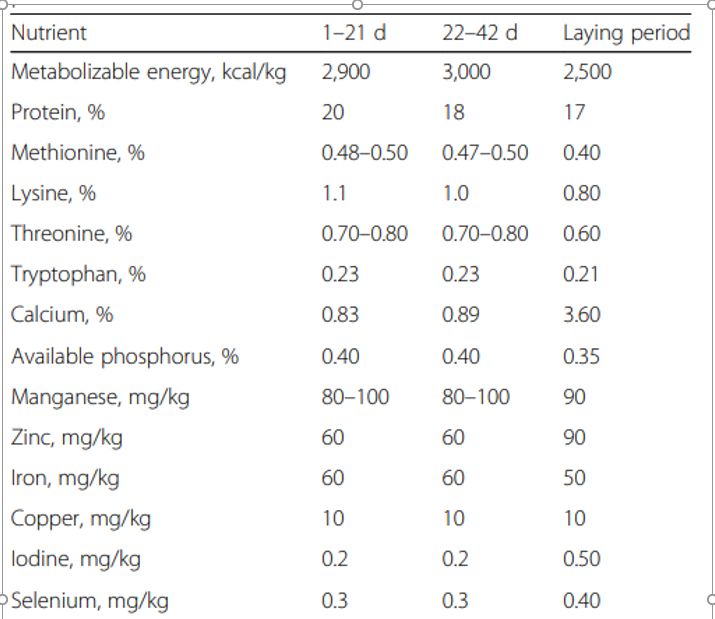 Nutrient 1–21 d 22–42 d Laying period
Metabolizable energy, kcal/kg 2,900 3,000 2,500
Protein, % 20 18 17
Methionine, % 0.48–0.50 0.47–0.50 0.40
Lysine, % 1.1 1.0 0.80
Threonine, % 0.70–0.80 0.70–0.80 0.60
Tryptophan, % 0.23 0.23 0.21
Calcium, % 0.83 0.89 3.60
Available phosphorus, % 0.40 0.40 0.35
Manganese, mg/kg 80–100 80–100 90
Zinc, mg/kg 60 60 90
Iron, mg/kg 60 60 50
Copper, mg/kg 10 10 10
Iodine, mg/kg 0.2 0.2 0.50
Selenium, mg/kg 0.3 0.3 0.40